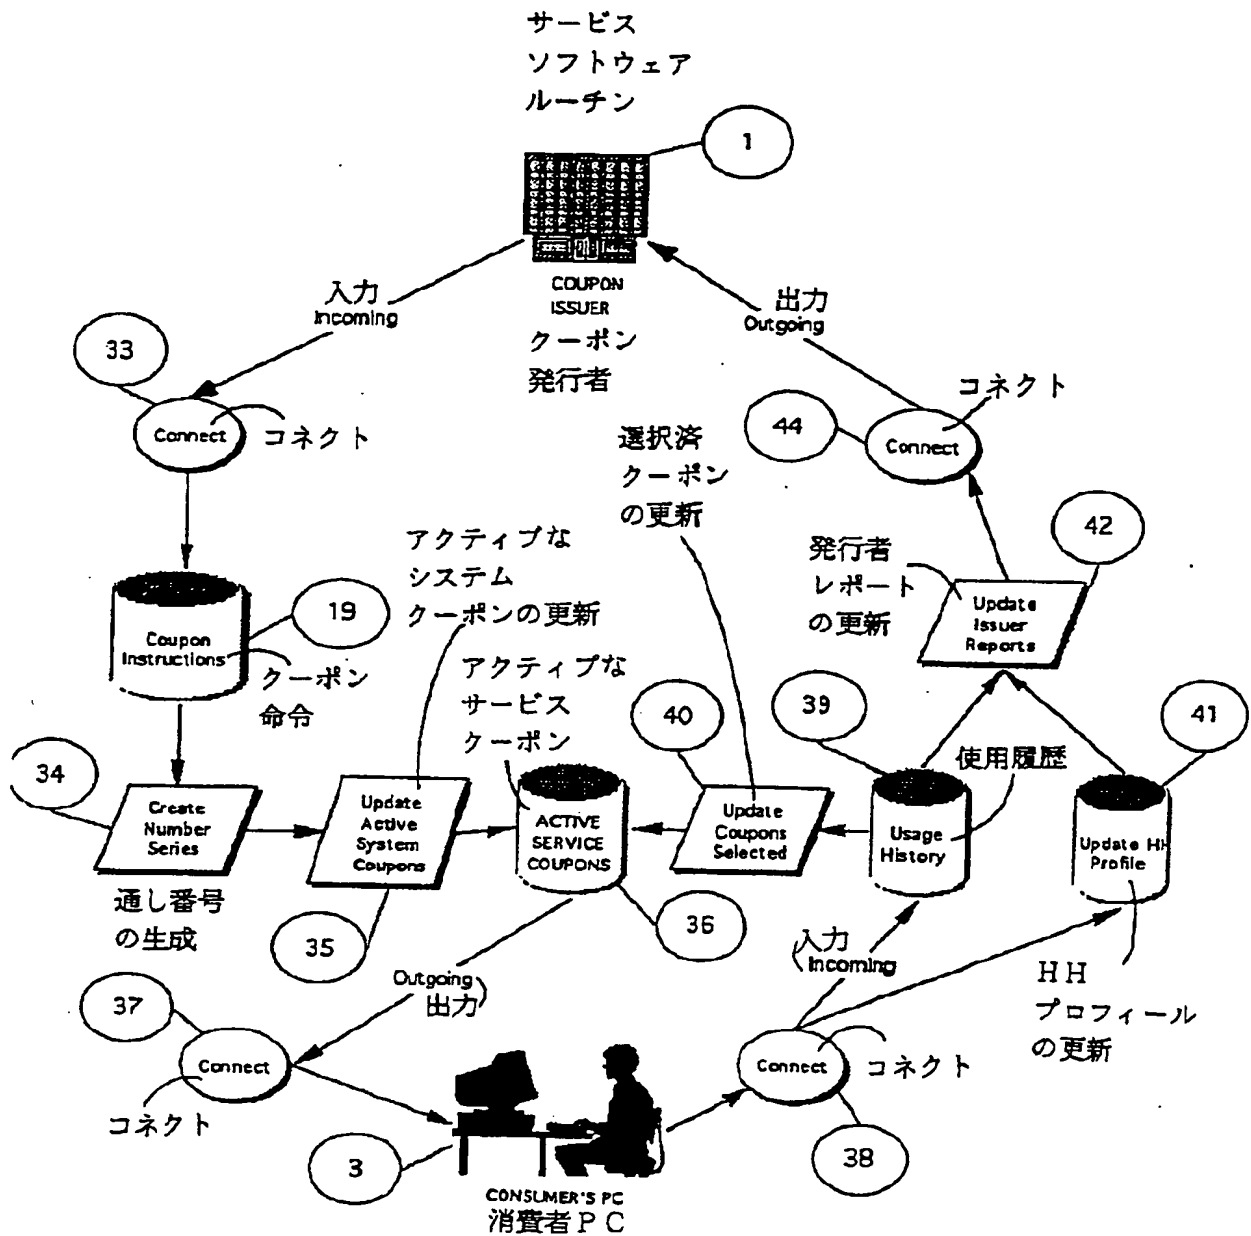 サービス
ソフトウェア
ルーチン
1
COUPON
ISSUER
クーポン
発行者
入力
Incoming
出力
Outgoing
33
Connect
コネクト
コネクト
44
Connect
選択済
クーポン
の更新
アクティブな
システム
クーポンの更新
42
発行者
レポート
の更新
Update
Issuer
Reports
19
Coupon
Instructions
クーポン
命令
アクティブな
サービス
クーポン
40
39
41
使用履歴
34
Create
Number
Series
通し番号
の生成
Update
Active
System
Coupons
35
ACTIVE
SERVICE
COUPONS
36
Update
Coupons
Selected
Usage
History
Update HH
Profile
HH
プロフィール
の更新
Outgoing
出力
入力
Incoming
37
Connect
コネクト
Connect
コネクト
3
38
CONSUMER'S PC
消費者PC